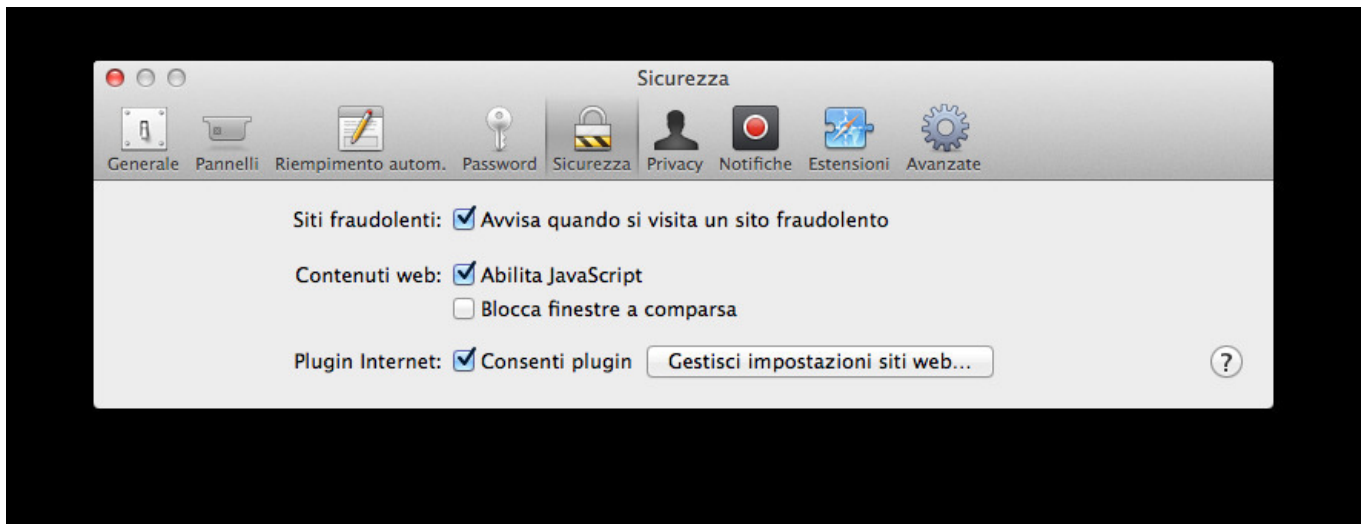 Sicurezza
Generale Pannelli Riempimento autom. Password Sicurezza Privacy Notifiche Estensioni Avanzate
Siti fraudolenti: Avvisa quando si visita un sito fraudolento
Contenuti web: Abilita JavaScript
Blocca finestre a comparsa
Plugin Internet: Consenti plugin Gestisci impostazioni siti web... ?